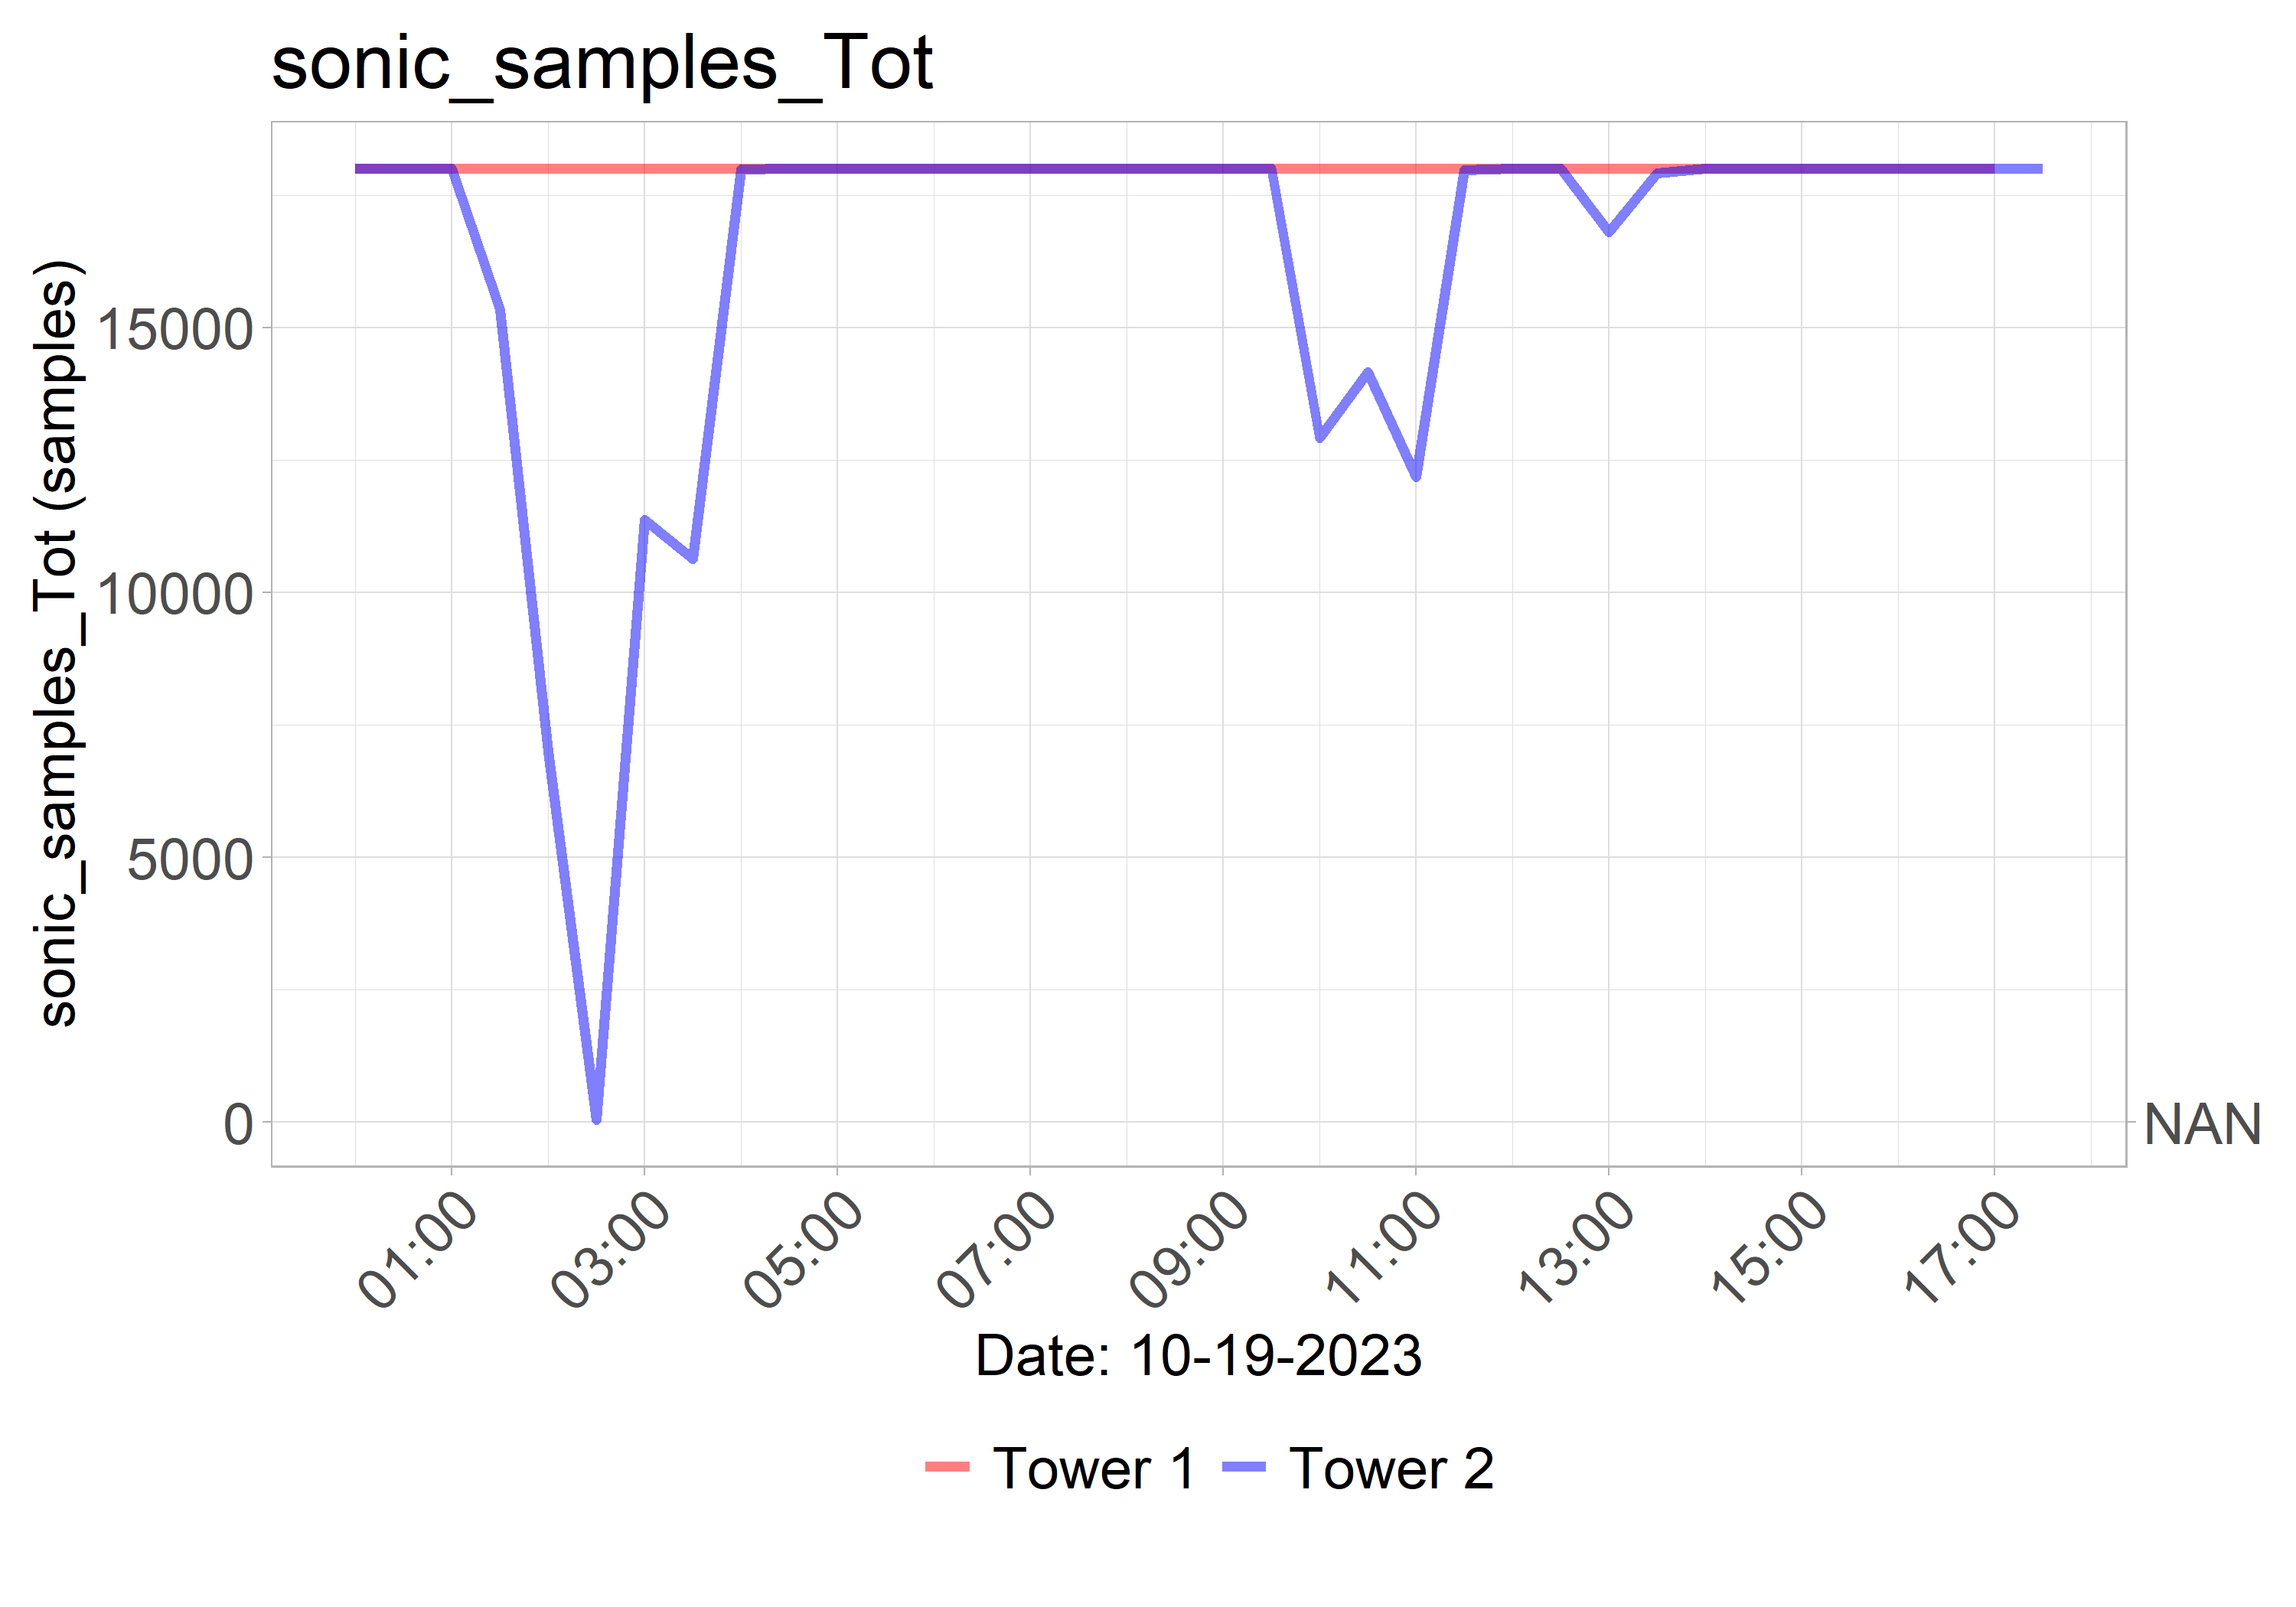 sonic_samples_Tot
sonic_samples_Tot (samples)
15000
10000
5000
0
NAN
01:00
03:00
05:00
07:00
09:00
11:00
13:00
15:00
17:00
Date: 10-19-2023
Tower 1
Tower 2